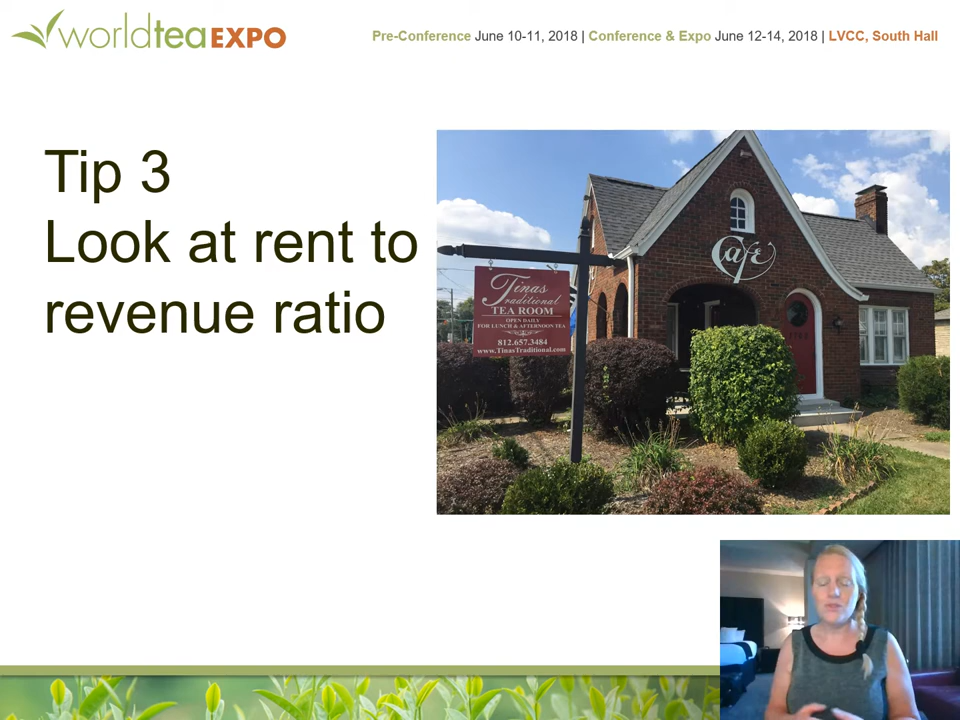 worldteaEXPO
Pre-Conference June 10-11, 2018 | Conference & Expo June 12-14, 2018 | LVCC, South Hall
Tip 3
Look at rent to
revenue ratio
Cafe
Tinas
Traditional
TEA ROOM
OPEN DAILY
FOR LUNCH & AFTERNOON TEA
812.657.3484
www.TinasTraditional.com